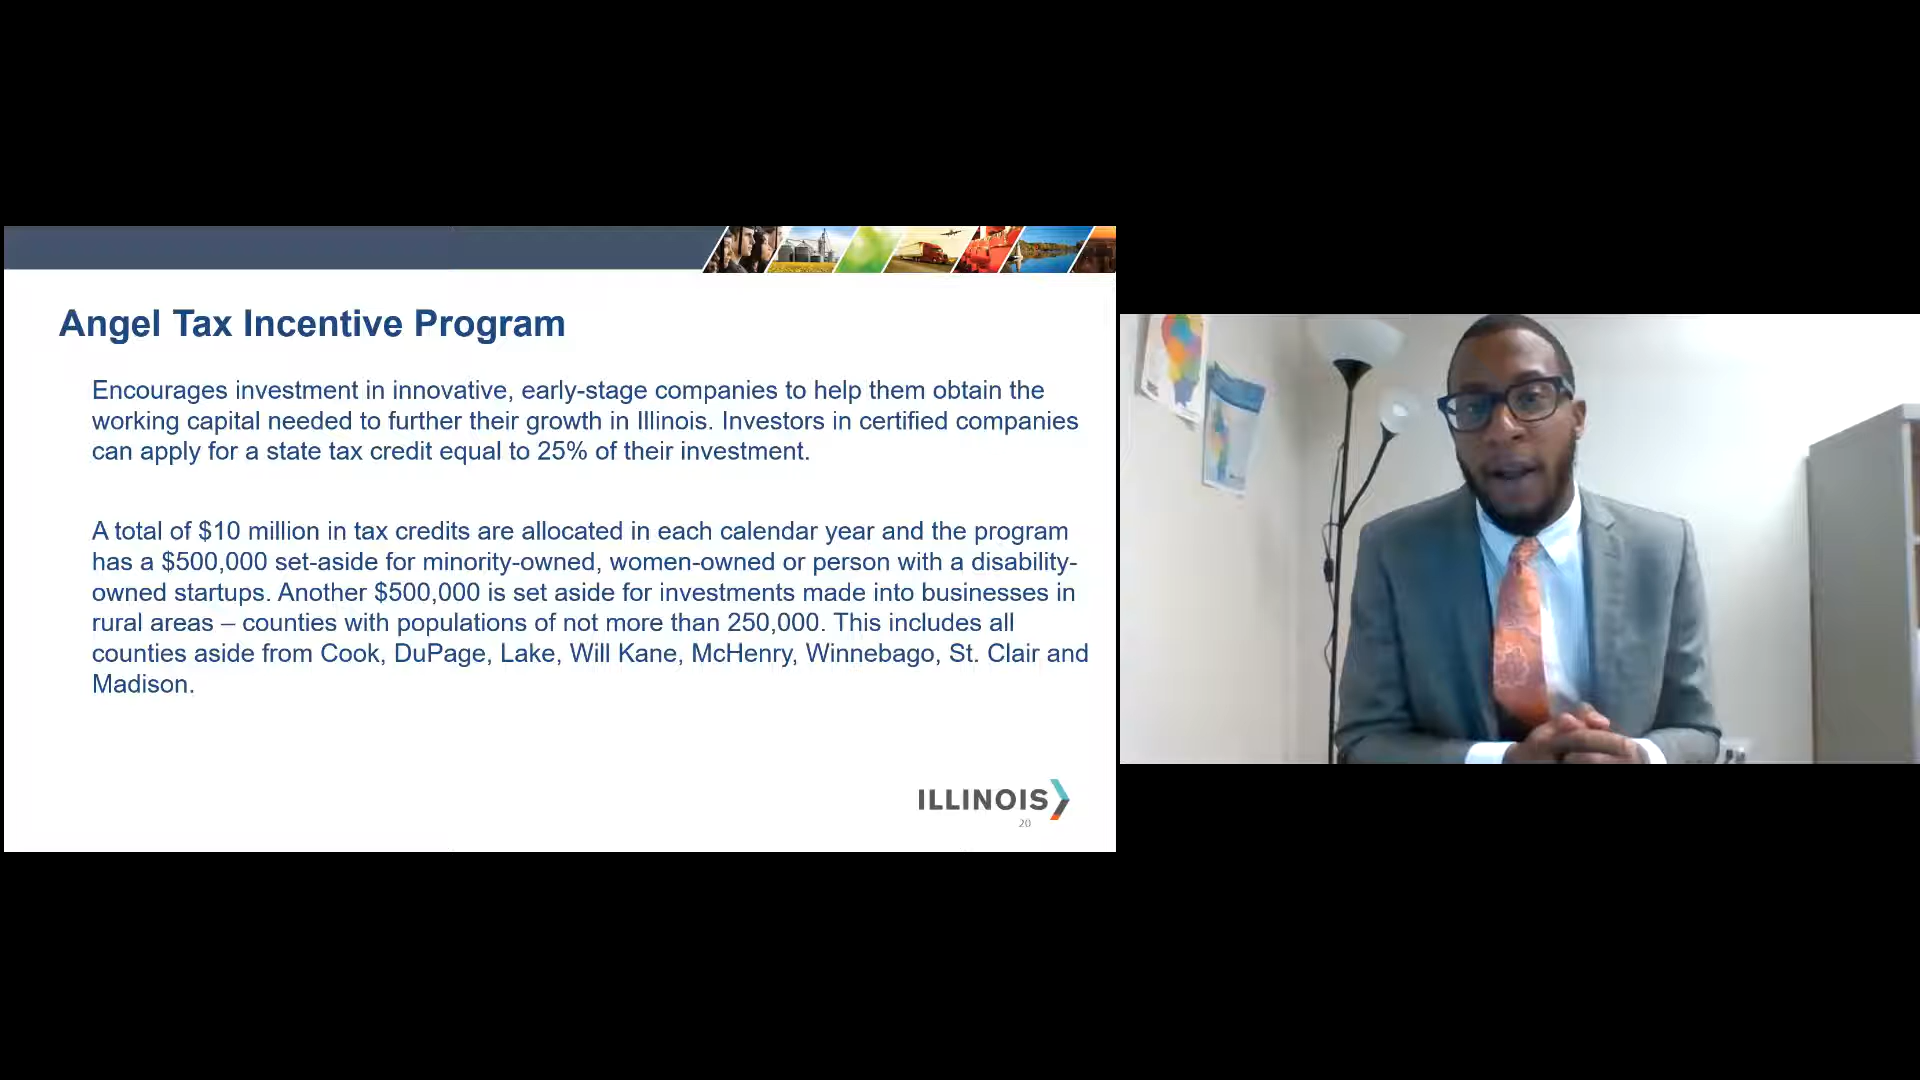 Angel Tax Incentive Program
Encourages investment in innovative, early-stage companies to help them obtain the
working capital needed to further their growth in Illinois. Investors in certified companies
can apply for a state tax credit equal to 25% of their investment.
A total of $10 million in tax credits are allocated in each calendar year and the program
has a $500,000 set-aside for minority-owned, women-owned or person with a disability-
owned startups. Another $500,000 is set aside for investments made into businesses in
rural areas – counties with populations of not more than 250,000. This includes all
counties aside from Cook, DuPage, Lake, Will Kane, McHenry, Winnebago, St. Clair and
Madison.
ILLINOIS
20